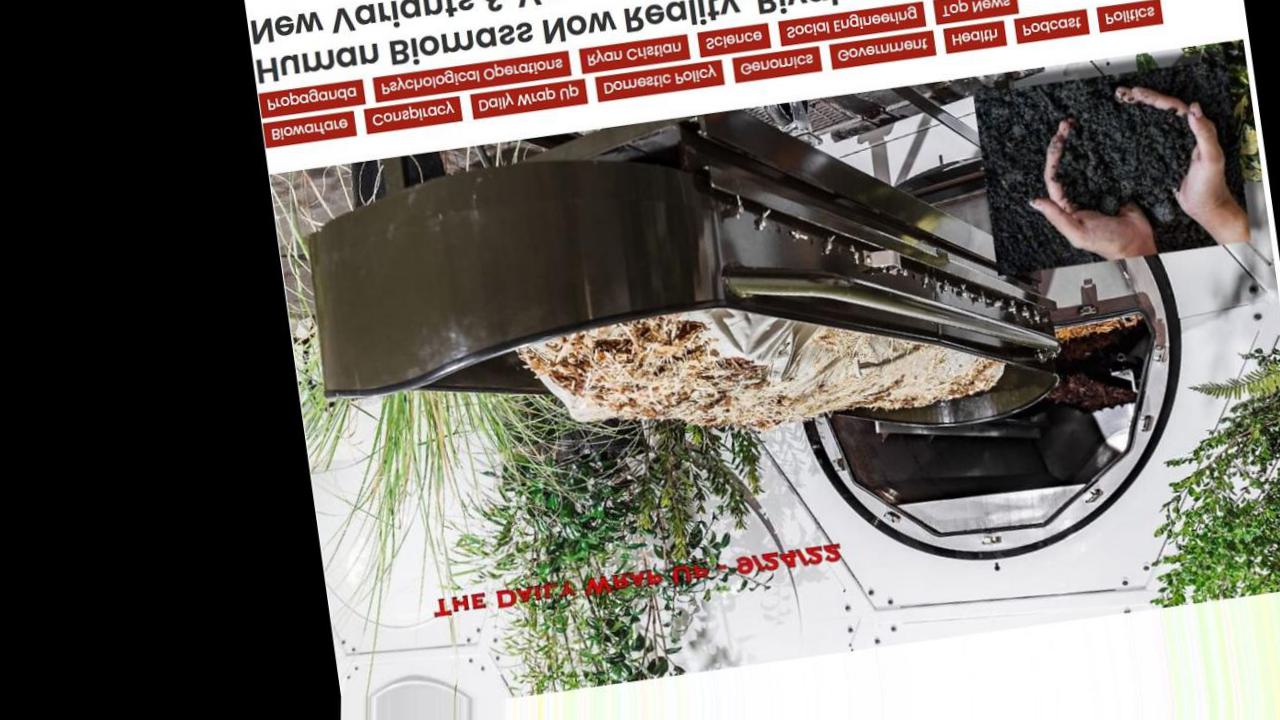 THE DAILY WRAP UP - 9/24/22
Biowarfare Conspiracy Daily Wrap Up Domestic Policy Genomics Government Health Podcast Politics
Propaganda Psychological Operations Ryan Cristian Science Social Engineering Top News
Human Biomass Now Reality,
New Variants &